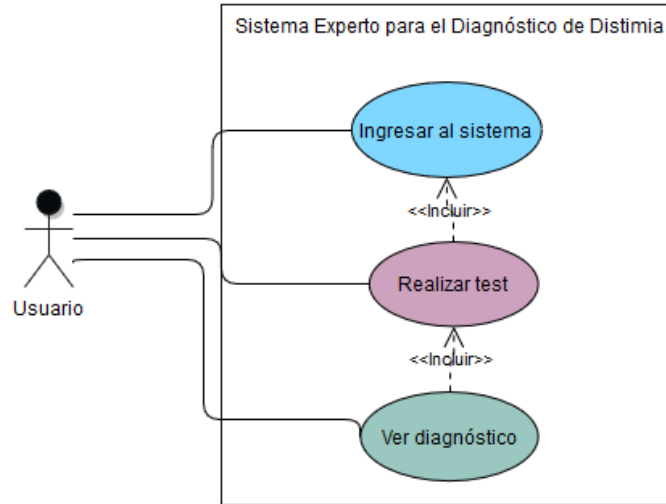 Sistema Experto para el Diagnóstico de Distimia
Ingresar al sistema
<<Incluir>>
Usuario
Realizar test
<<Incluir>>
Ver diagnóstico